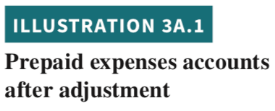 ILLUSTRATION 3A.1
Prepaid expenses accounts
after adjustment